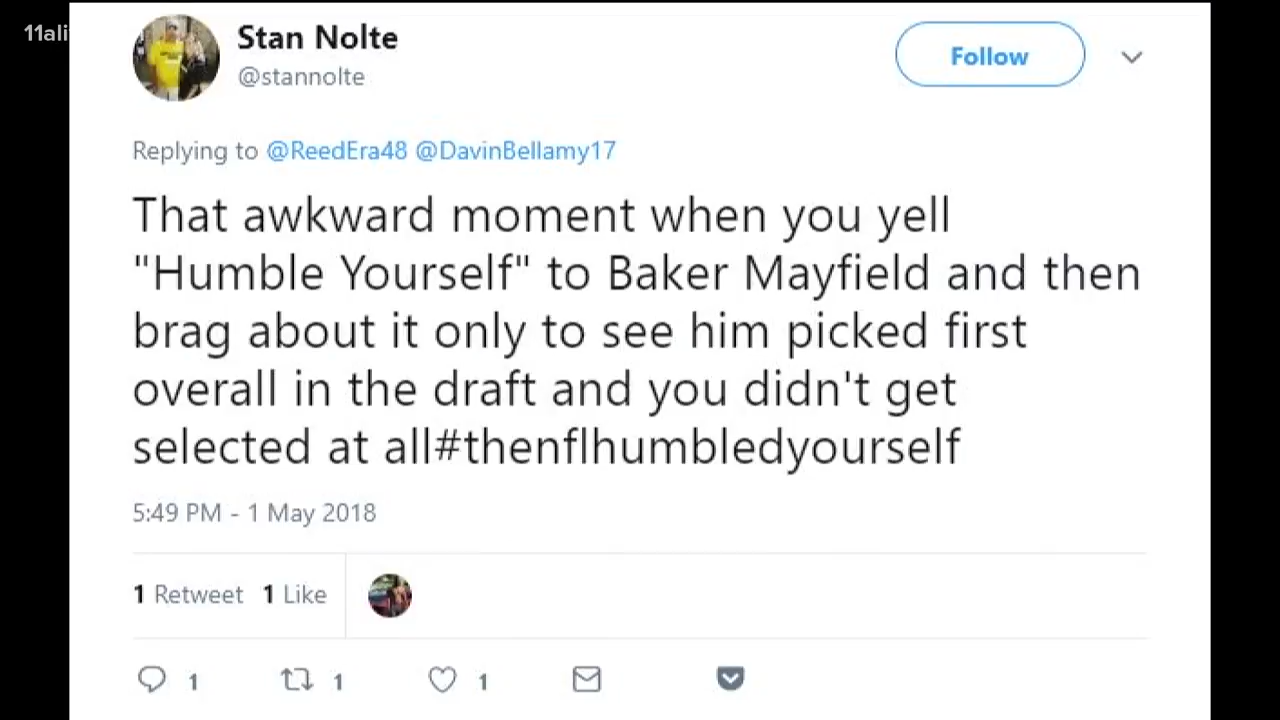 11ali
Stan Nolte
@stannolte
Follow
Replying to @ReedEra48 @DavinBellamy17
That awkward moment when you yell
"Humble Yourself" to Baker Mayfield and then
brag about it only to see him picked first
overall in the draft and you didn't get
selected at all#thenflhumbledyourself
5:49 PM - 1 May 2018
1 Retweet 1 Like
1 1 1